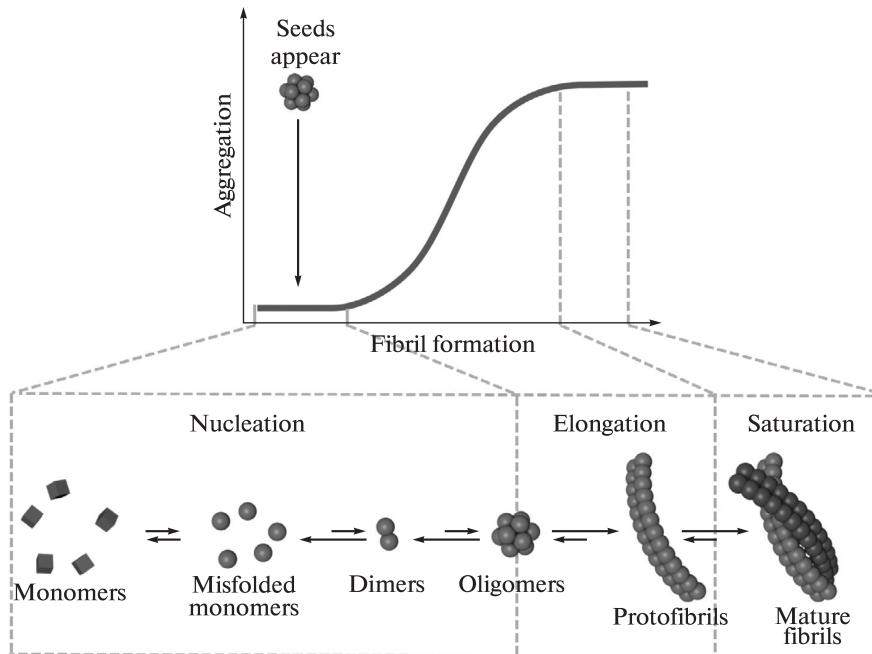 Seeds
appear
Aggregation
Fibril formation
Nucleation
Elongation
Saturation
Monomers
Misfolded
monomers
Dimers
Oligomers
Protofibrils
Mature
fibrils